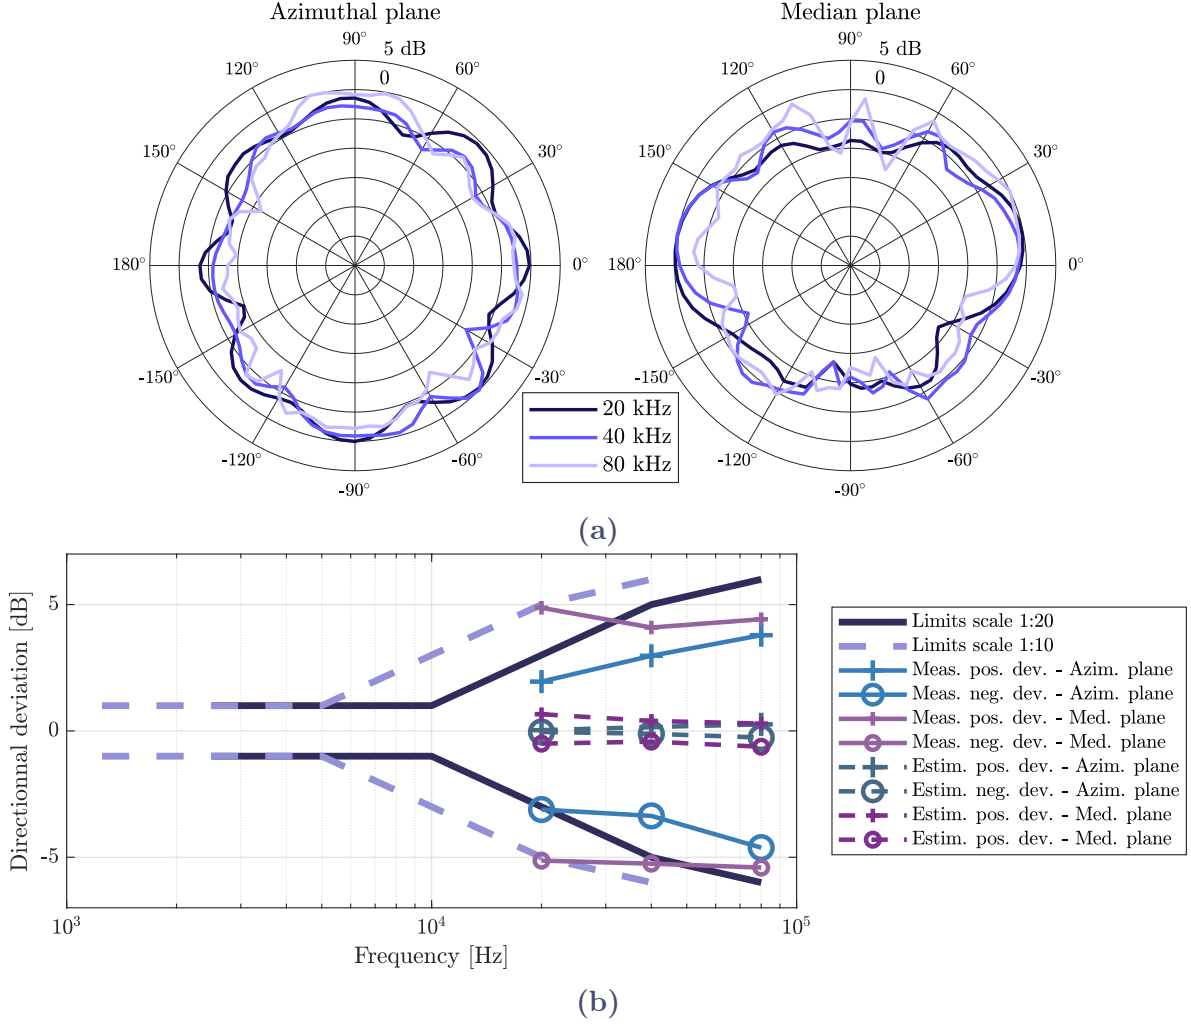 Azimuthal plane
Median plane
90°
5 dB
0
120°
60°
150°
30°
180°
0°
-150°
-30°
-120°
-60°
-90°
90°
5 dB
0
120°
60°
150°
30°
180°
0°
-150°
-30°
-120°
-60°
-90°
20 kHz
40 kHz
80 kHz
(a)
Directionnal deviation [dB]
5
0
-5
10³
10⁴
10⁵
Frequency [Hz]
Limits scale 1:20
Limits scale 1:10
Meas. pos. dev. - Azim. plane
Meas. neg. dev. - Azim. plane
Meas. pos. dev. - Med. plane
Meas. neg. dev. - Med. plane
Estim. pos. dev. - Azim. plane
Estim. neg. dev. - Azim. plane
Estim. pos. dev. - Med. plane
Estim. pos. dev. - Med. plane
(b)